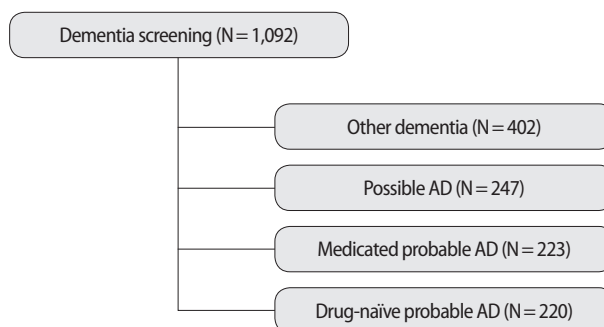 Dementia screening (N = 1,092)
Other dementia (N = 402)
Possible AD (N = 247)
Medicated probable AD (N = 223)
Drug-naïve probable AD (N = 220)